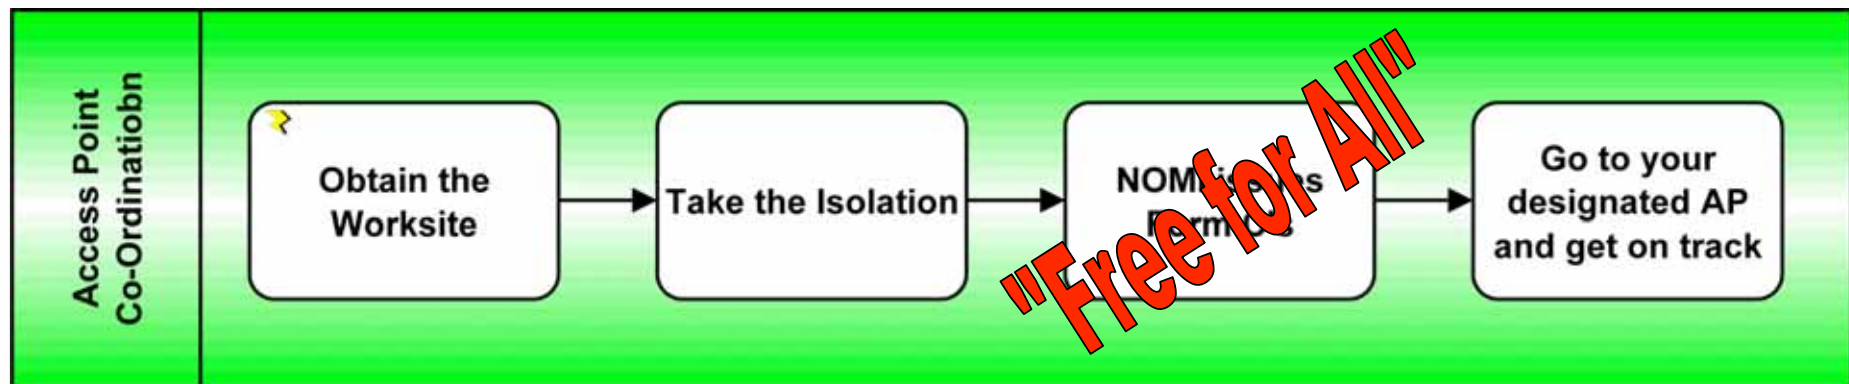 Access Point
Co-Ordinatiobn
Obtain the
Worksite
Take the Isolation
"Free for All"
Go to your
designated AP
and get on track